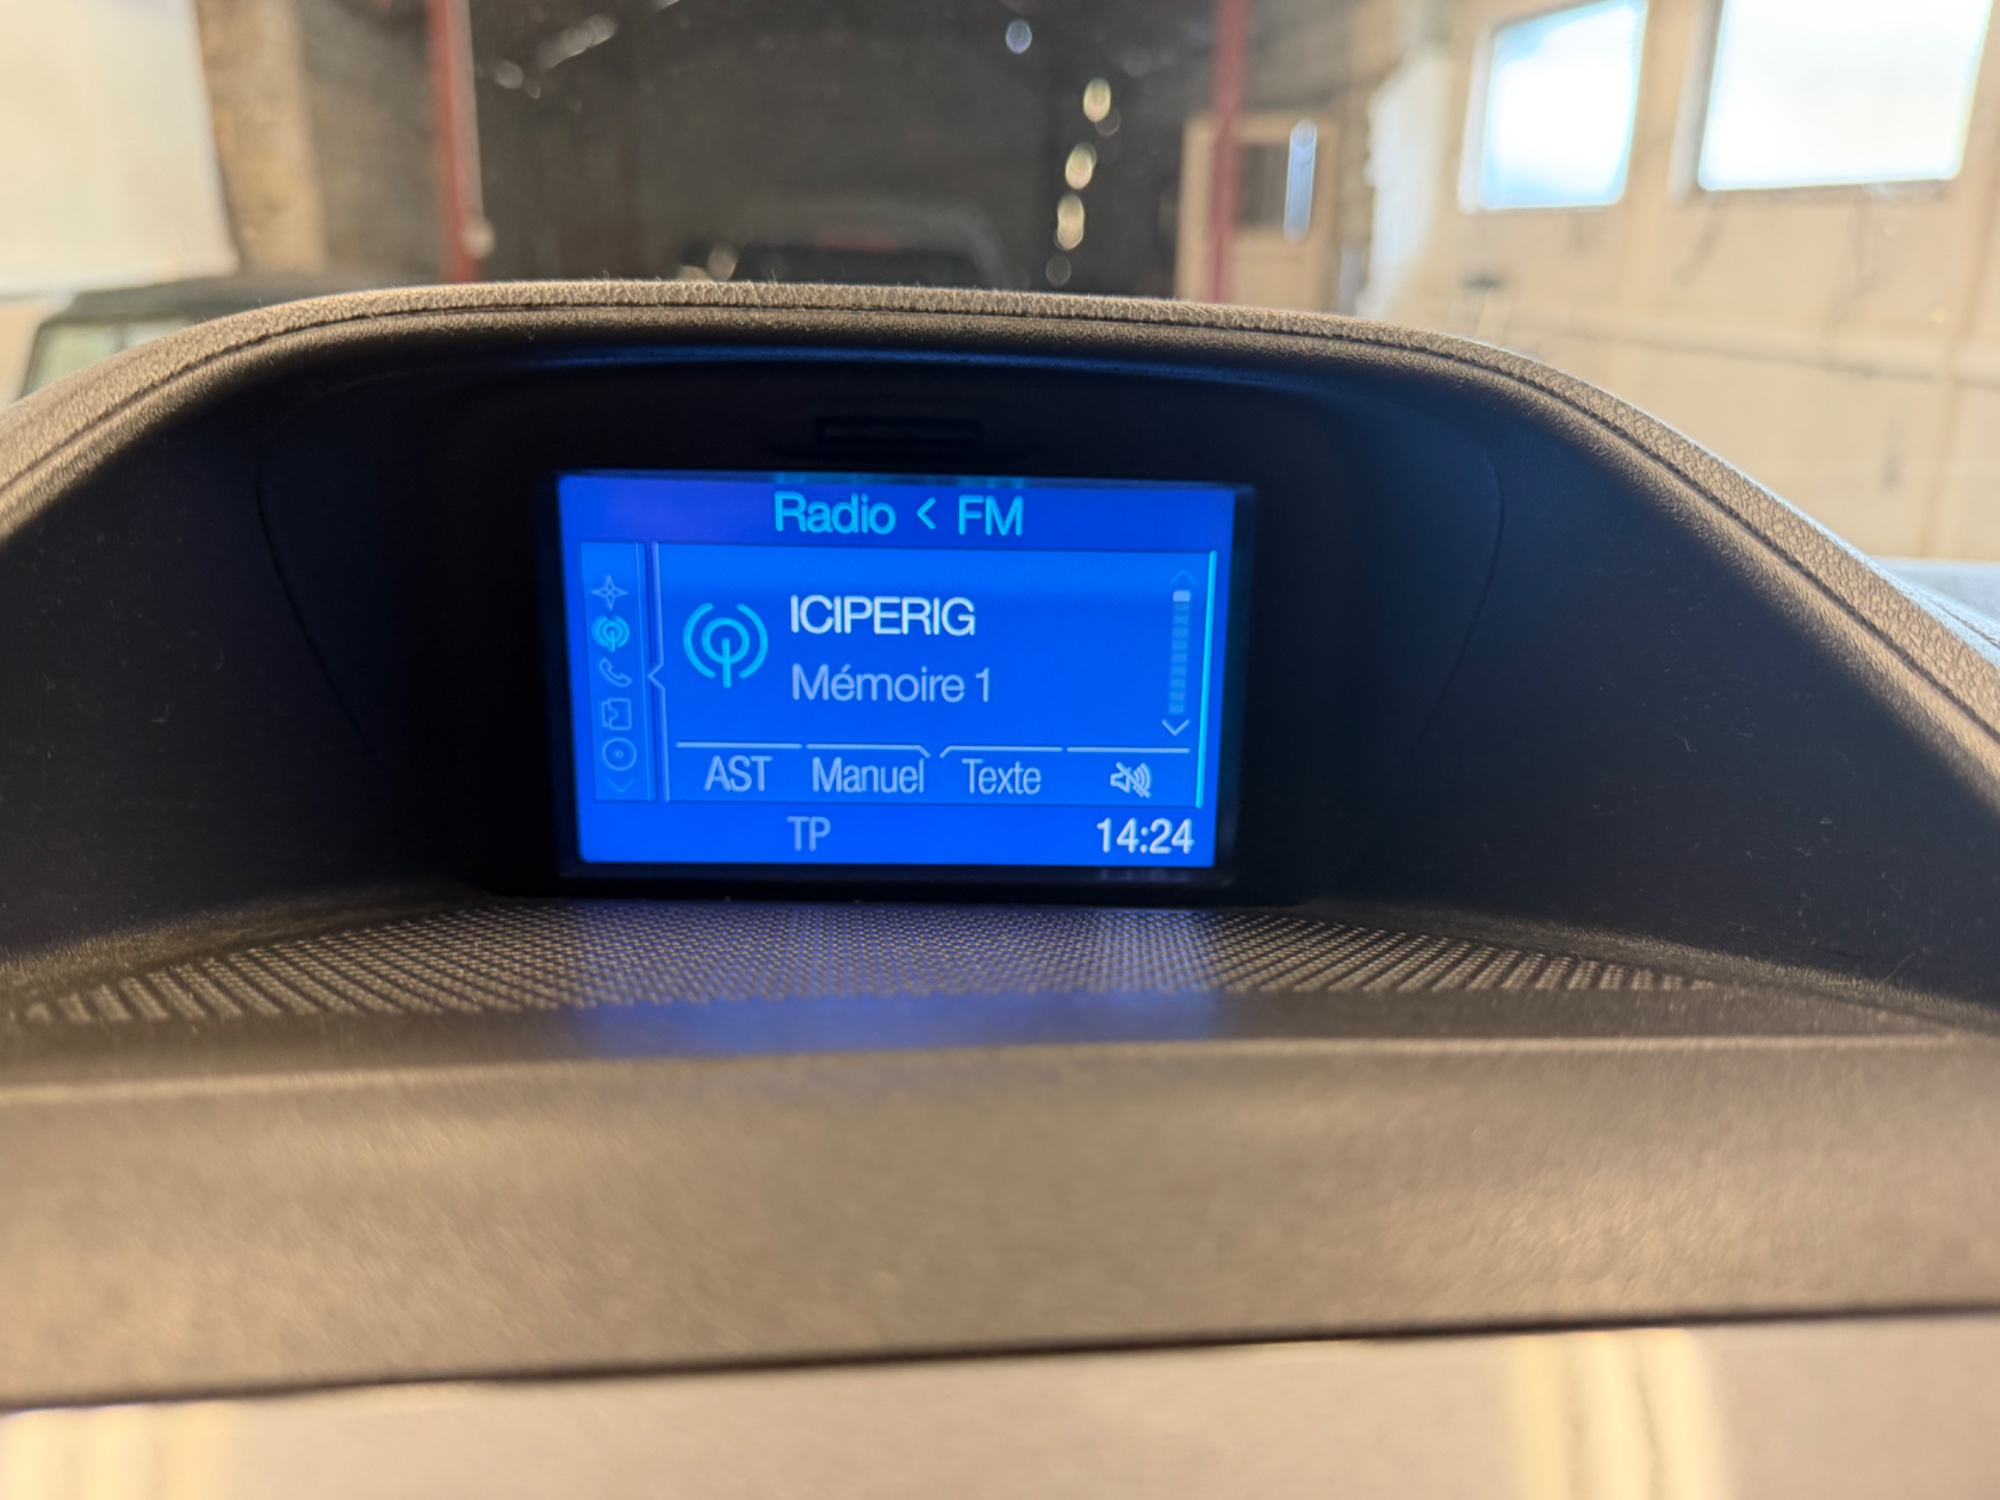 Radio < FM
ICIPERIG
Mémoire 1
AST Manuel Texte
TP 14:24